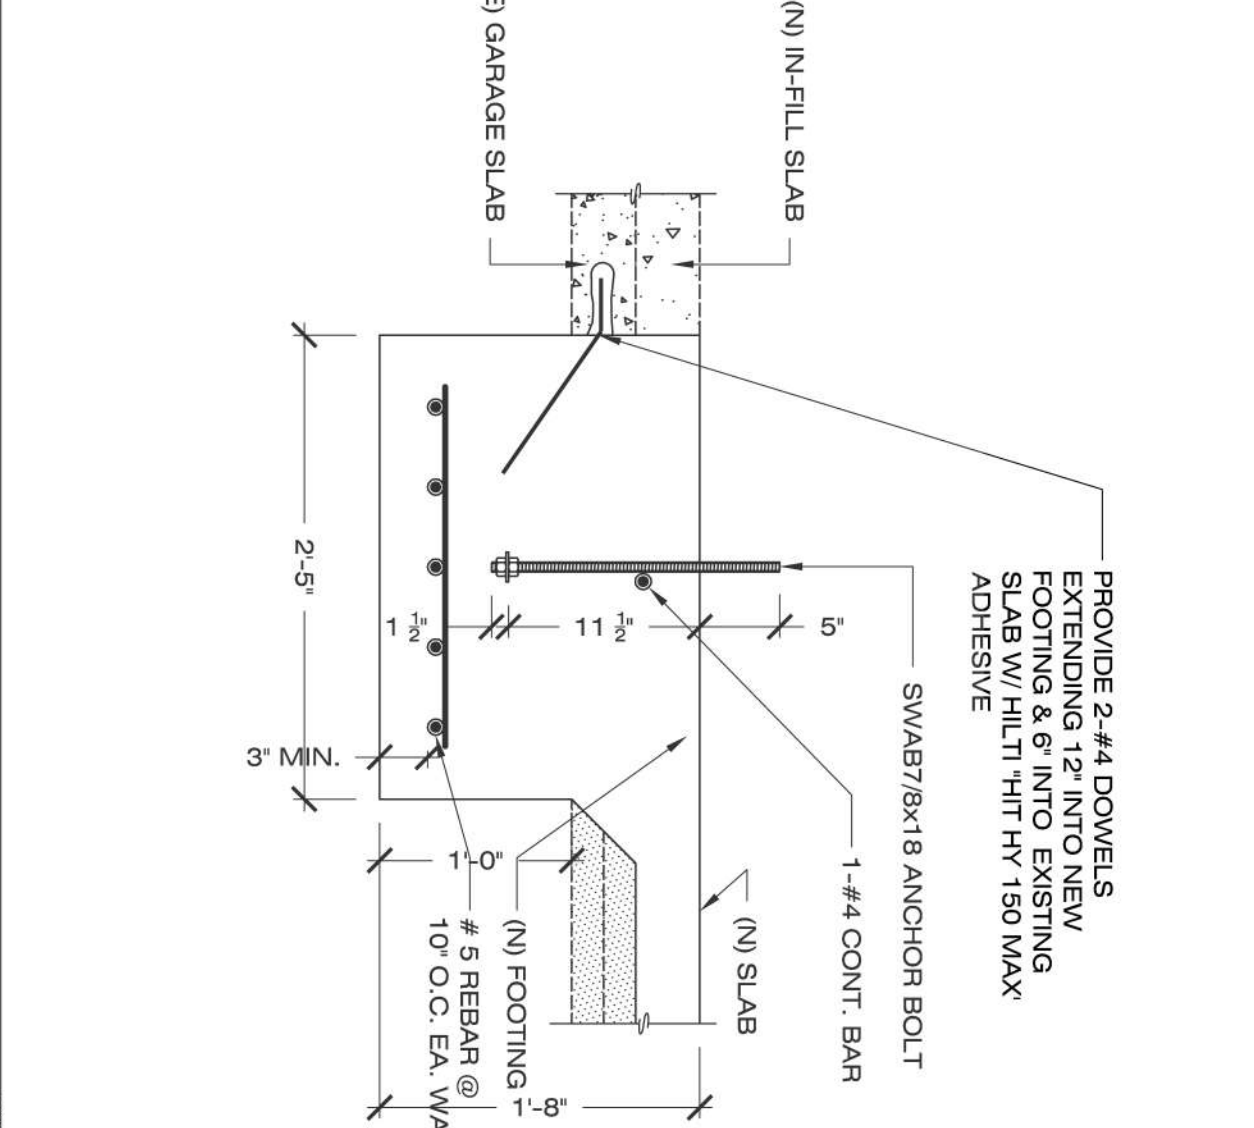 PROVIDE 2-#4 DOWELS
EXTENDING 12" INTO NEW
FOOTING & 6" INTO EXISTING
SLAB W/ HILTI "HIT HY 150 MAX'
ADHESIVE
SWAB7/8x18 ANCHOR BOLT
1-#4 CONT. BAR
(N) IN-FILL SLAB
(N) SLAB
5"
11 1/2"
1 1/2"
E) GARAGE SLAB
(N) FOOTING
# 5 REBAR @
10" O.C. EA. WA
1'-8"
1'-0"
2'-5"
3" MIN.